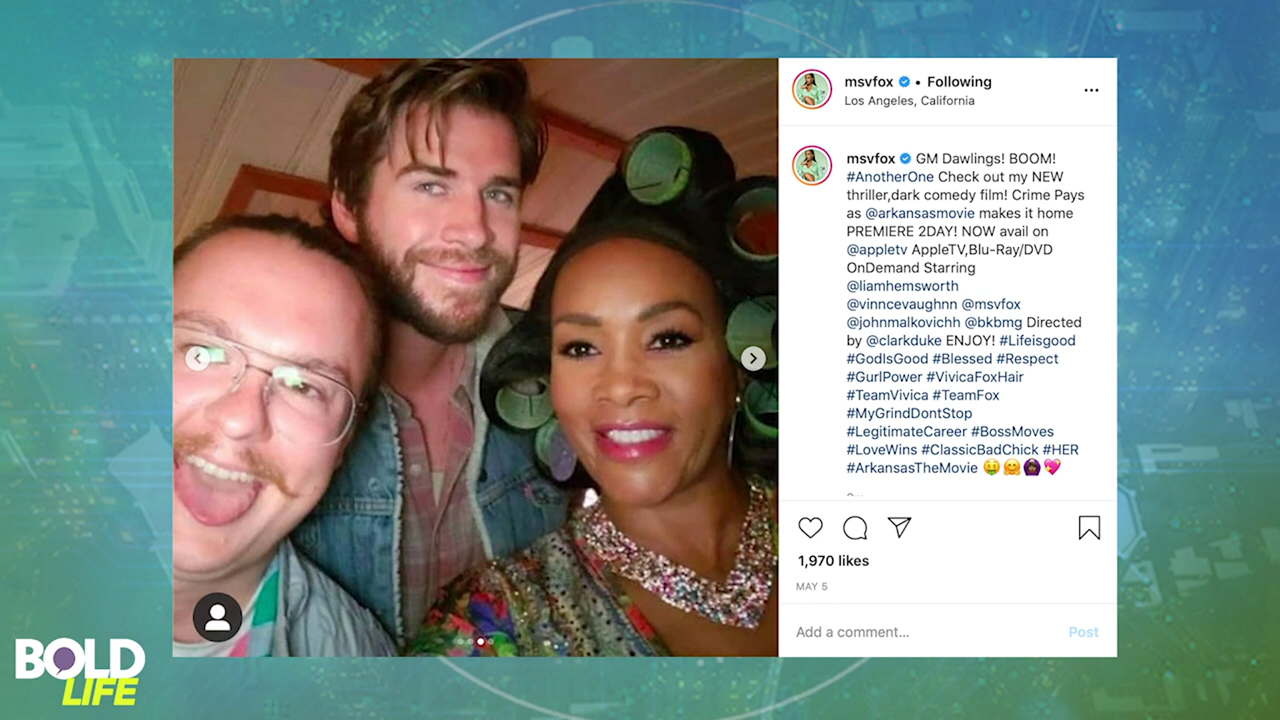 msvfox • Following
Los Angeles, California
msvfox GM Dawlings! BOOM!
#AnotherOne Check out my NEW
thriller,dark comedy film! Crime Pays
as @arkansasmovie makes it home
PREMIERE 2DAY! NOW avail on
@appletv AppleTV,Blu-Ray/DVD
OnDemand Starring
@liamhemsworth
@vinncevaughnn @msvfox
@johnmalkovichh @bkbmg Directed
by @clarkduke ENJOY! #Lifeisgood
#GodIsGood #Blessed #Respect
#GurlPower #VivicaFoxHair
#TeamVivica #TeamFox
#MyGrindDontStop
#LegitimateCareer #BossMoves
#LoveWins #ClassicBadChick #HER
#ArkansasTheMovie 🤑🤗🙆🏾‍♀️💖
1,970 likes
MAY 5
Add a comment...
Post
BOLD
LIFE